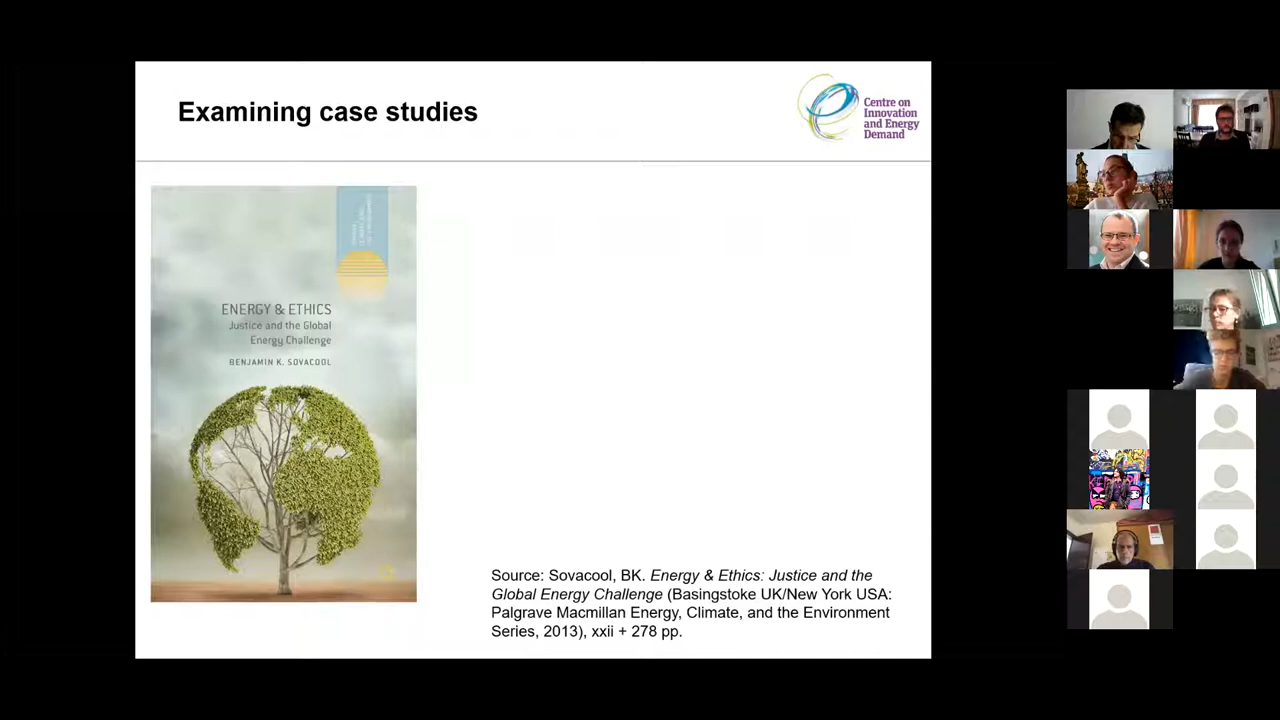 Examining case studies
Centre on
Innovation
and Energy
Demand
ENERGY & ETHICS
Justice and the Global
Energy Challenge
BENJAMIN K. SOVACOOL
Source: Sovacool, BK. Energy & Ethics: Justice and the
Global Energy Challenge (Basingstoke UK/New York USA:
Palgrave Macmillan Energy, Climate, and the Environment
Series, 2013), xxii + 278 pp.